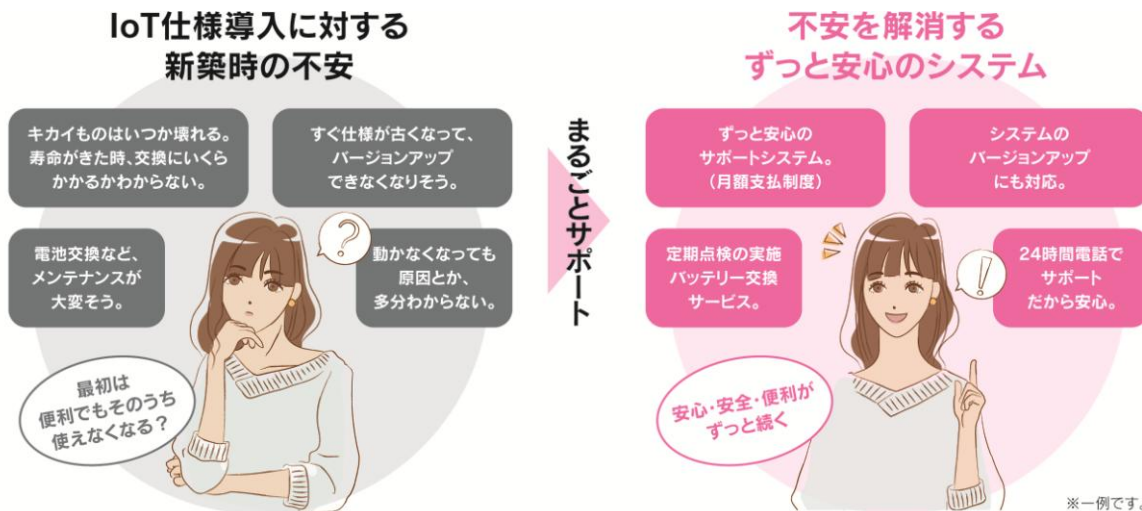 IoT仕様導入に対する
新築時の不安
キカイものはいつか壊れる。
寿命がきた時、交換にいくら
かかるかわからない。
すぐ仕様が古くなって、
バージョンアップ
できなくなりそう。
電池交換など、
メンテナンスが
大変そう。
?
動かなくなっても
原因とか、
多分わからない。
最初は
便利でもそのうち
使えなくなる？
まるごとサポート
不安を解消する
ずっと安心のシステム
ずっと安心の
サポートシステム。
（月額支払制度）
システムの
バージョンアップ
にも対応。
定期点検の実施
バッテリー交換
サービス。
!
24時間電話で
サポート
だから安心。
安心・安全・便利が
ずっと続く
※一例です。